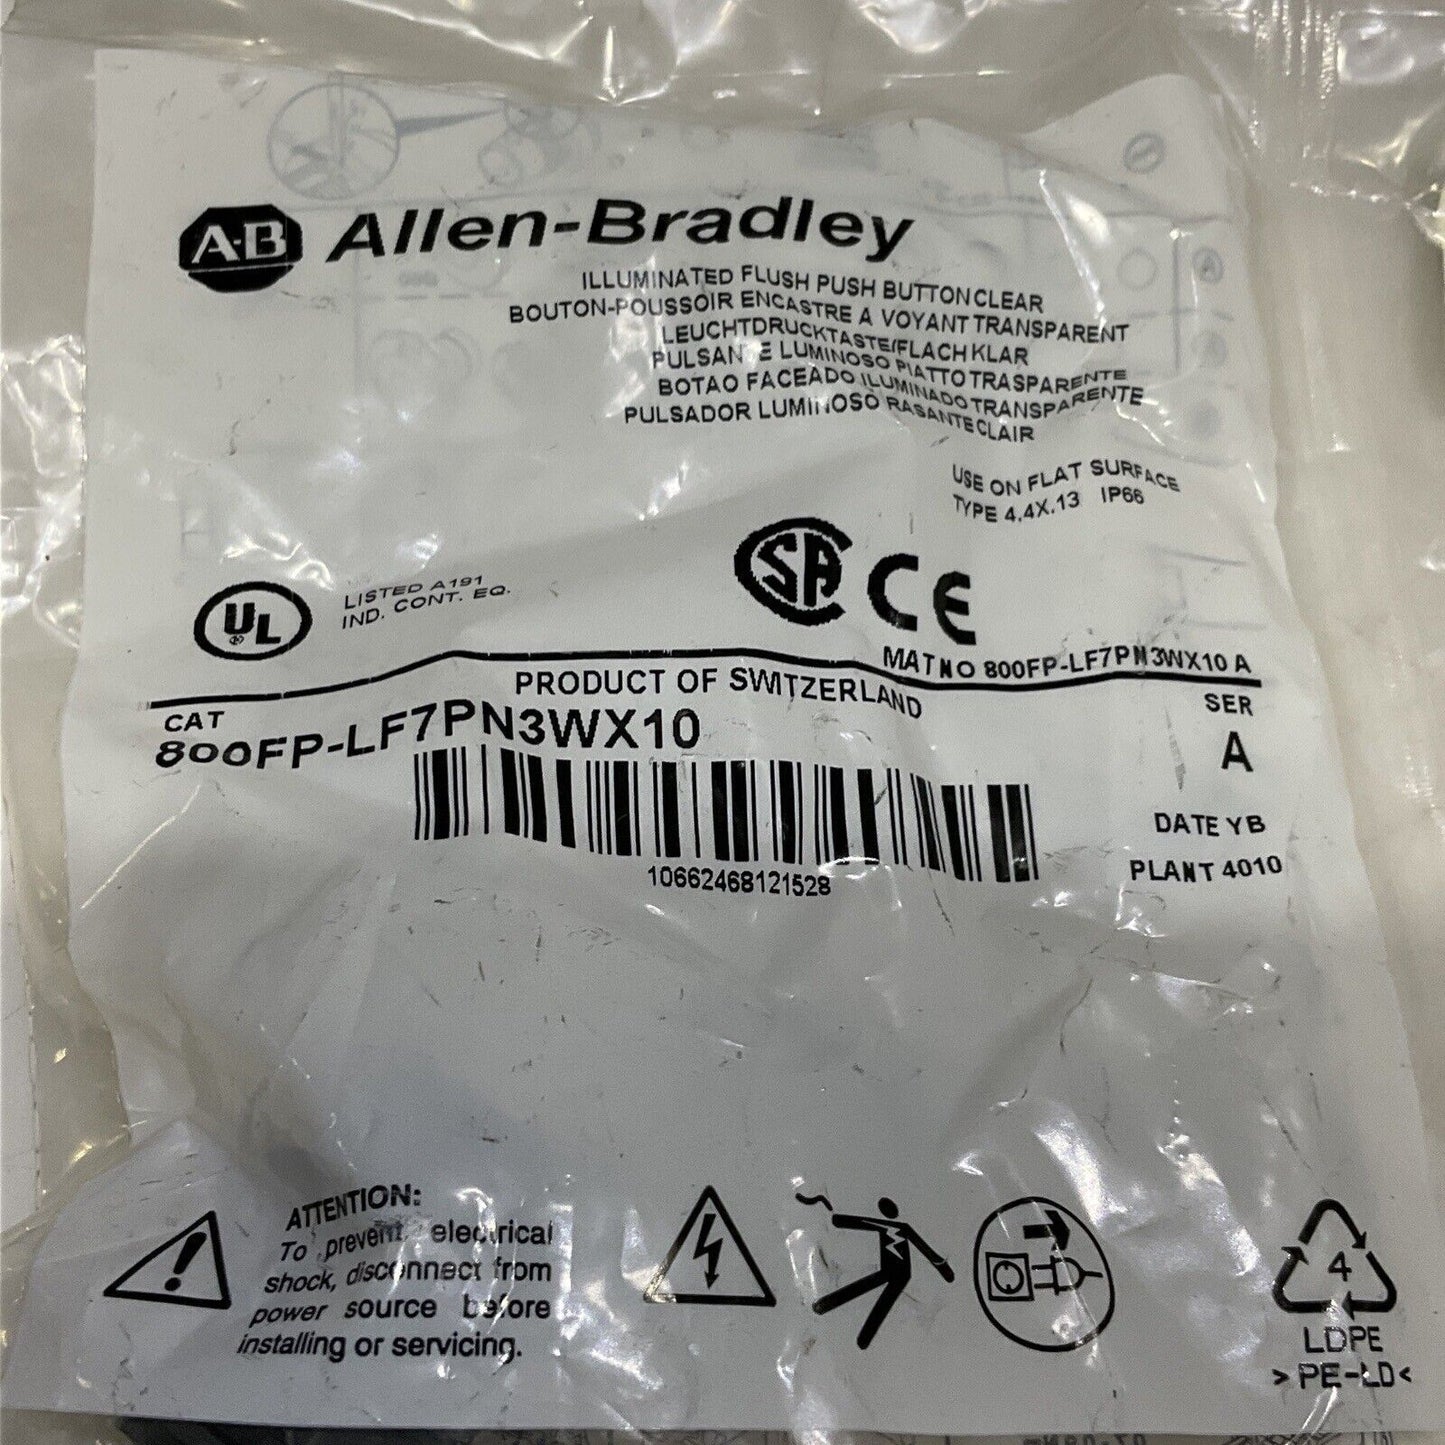 A-B Allen-Bradley
ILLUMINATED FLUSH PUSH BUTTON CLEAR
BOUTON-POUSSOIR ENCASTRE A VOYANT TRANSPARENT
LEUCHTDRUCKTASTE/FLACH KLAR
PULSAN E LUMINOSO PIATTO TRASPARENTE
BOTAO FACEADO ILUMINADO TRANSPARENTE
PULSADOR LUMINOSO RASANTE CLAIR
USE ON FLAT SURFACE
TYPE 4,4X,13 IP66
UL
LISTED A191
IND. CONT. EQ.
SA CE
MAT NO 800FP-LF7PN3WX10 A
PRODUCT OF SWITZERLAND
CAT
800FP-LF7PN3WX10
SER
A
DATE YB
PLANT 4010
10662468121528
ATTENTION:
To prevent electrical
shock, disconnect from
power source before
installing or servicing.
4
LDPE
> PE-LD <